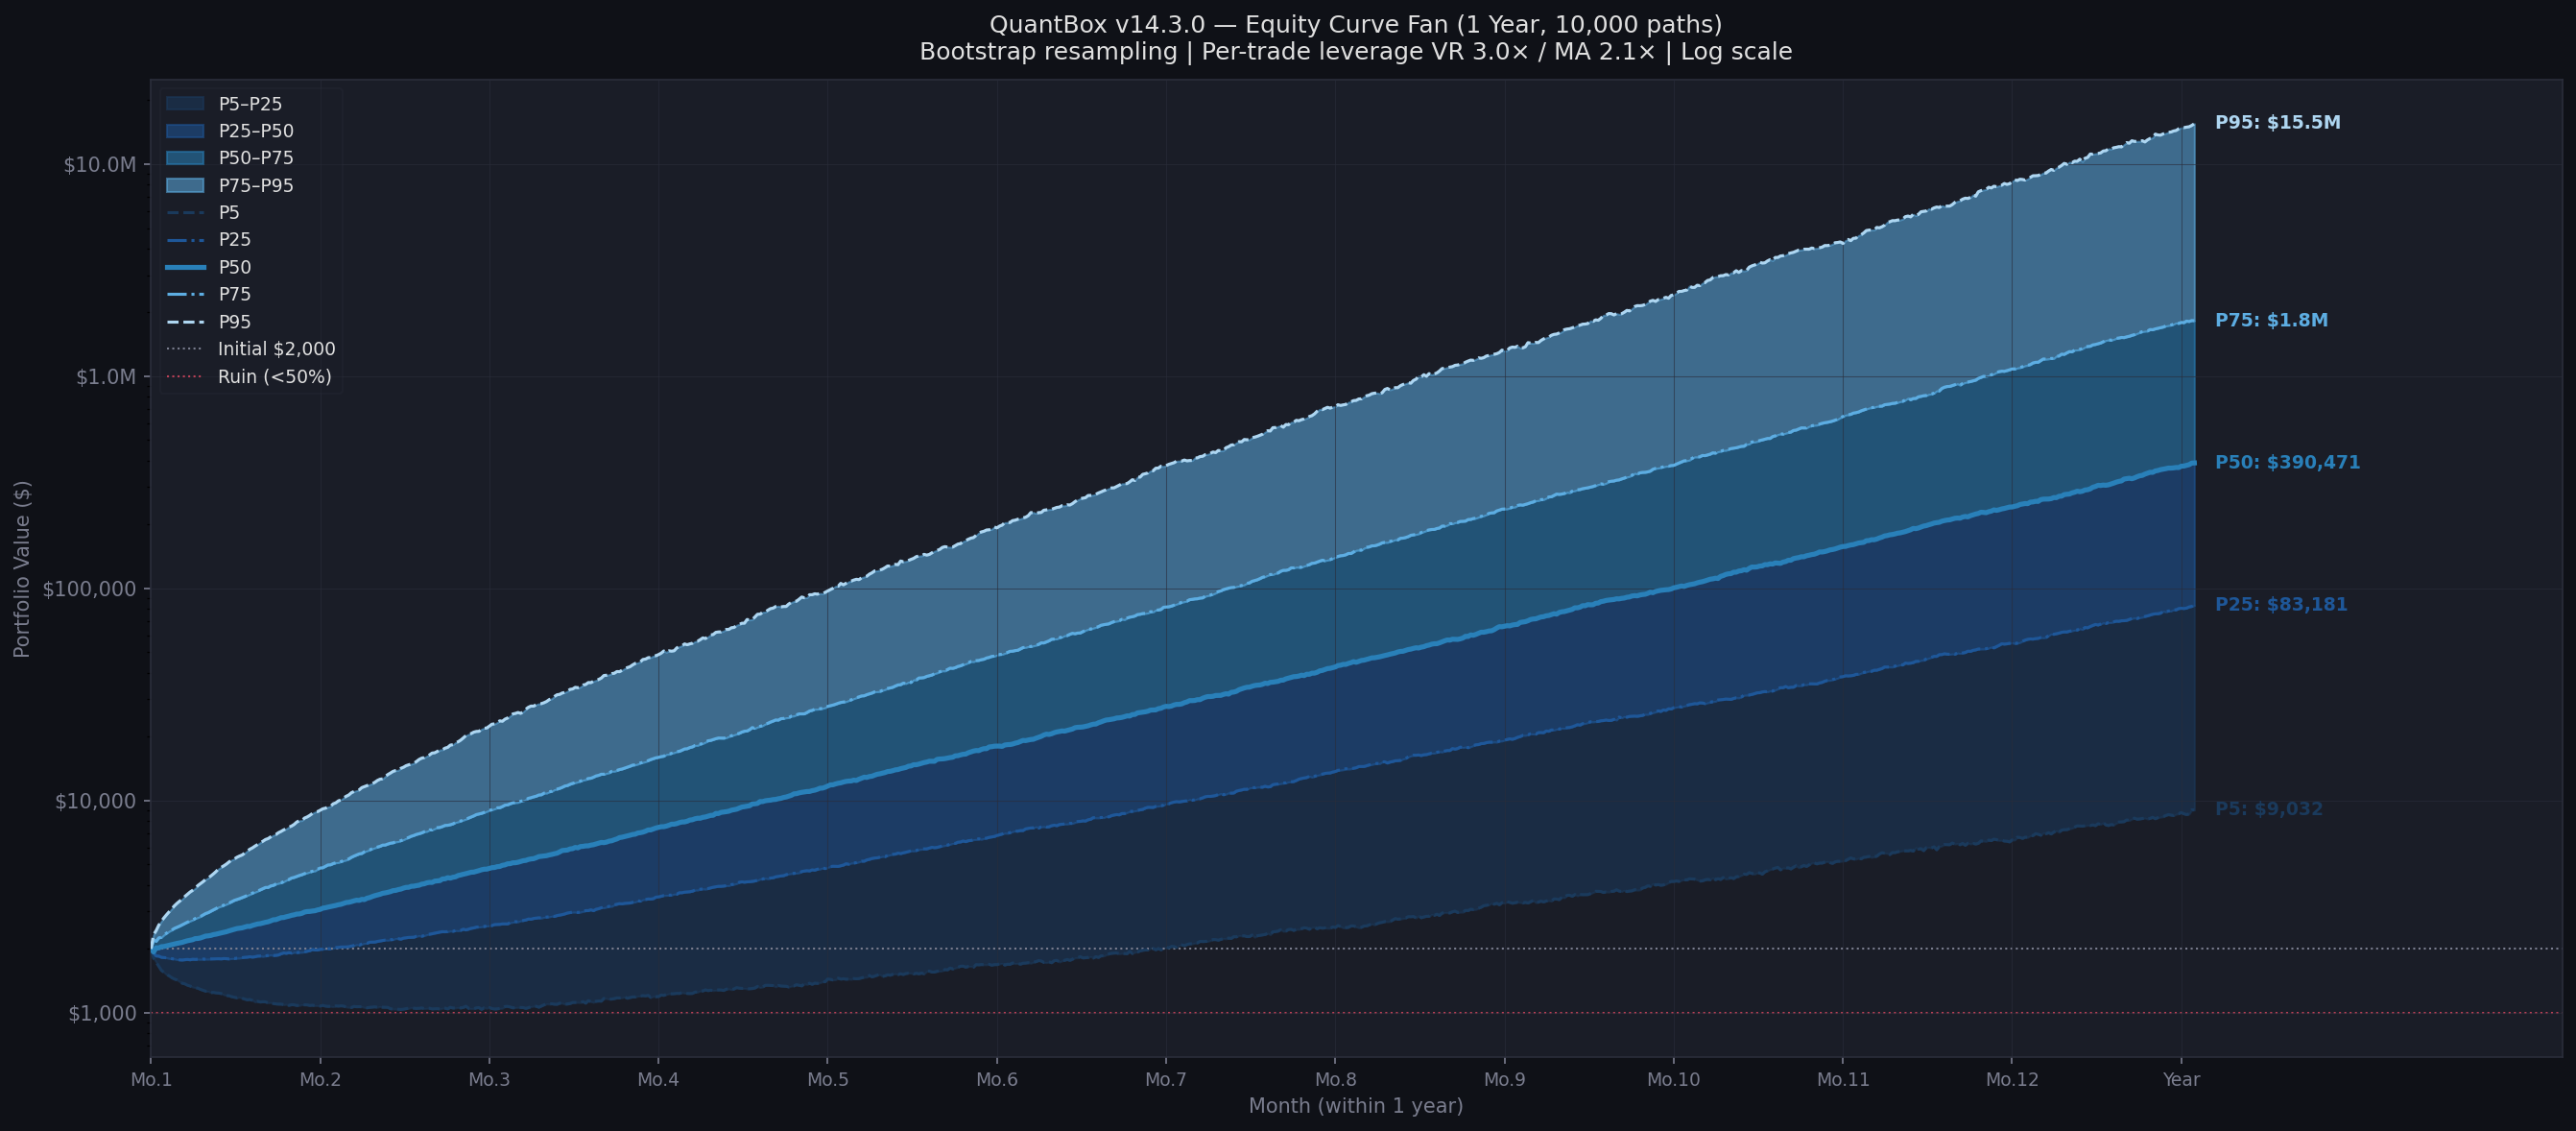 QuantBox v14.3.0 — Equity Curve Fan (1 Year, 10,000 paths)
Bootstrap resampling | Per-trade leverage VR 3.0× / MA 2.1× | Log scale
P5–P25
P25–P50
P50–P75
P75–P95
P5
P25
P50
P75
P95
Initial $2,000
Ruin (<50%)
Portfolio Value ($)
$10.0M
$1.0M
$100,000
$10,000
$1,000
P95: $15.5M
P75: $1.8M
P50: $390,471
P25: $83,181
P5: $9,032
Mo.1 Mo.2 Mo.3 Mo.4 Mo.5 Mo.6 Mo.7 Mo.8 Mo.9 Mo.10 Mo.11 Mo.12 Year
Month (within 1 year)